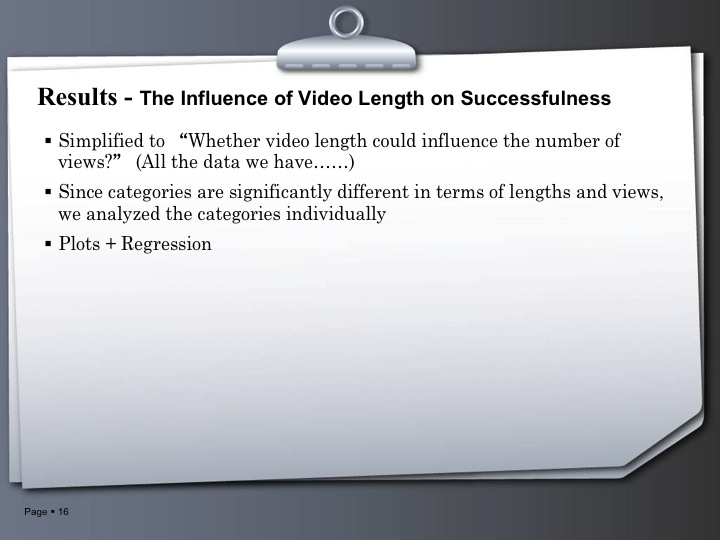 Results - The Influence of Video Length on Successfulness
▪ Simplified to “Whether video length could influence the number of
views?” (All the data we have……)
▪ Since categories are significantly different in terms of lengths and views,
we analyzed the categories individually
▪ Plots + Regression
Page ▪ 16